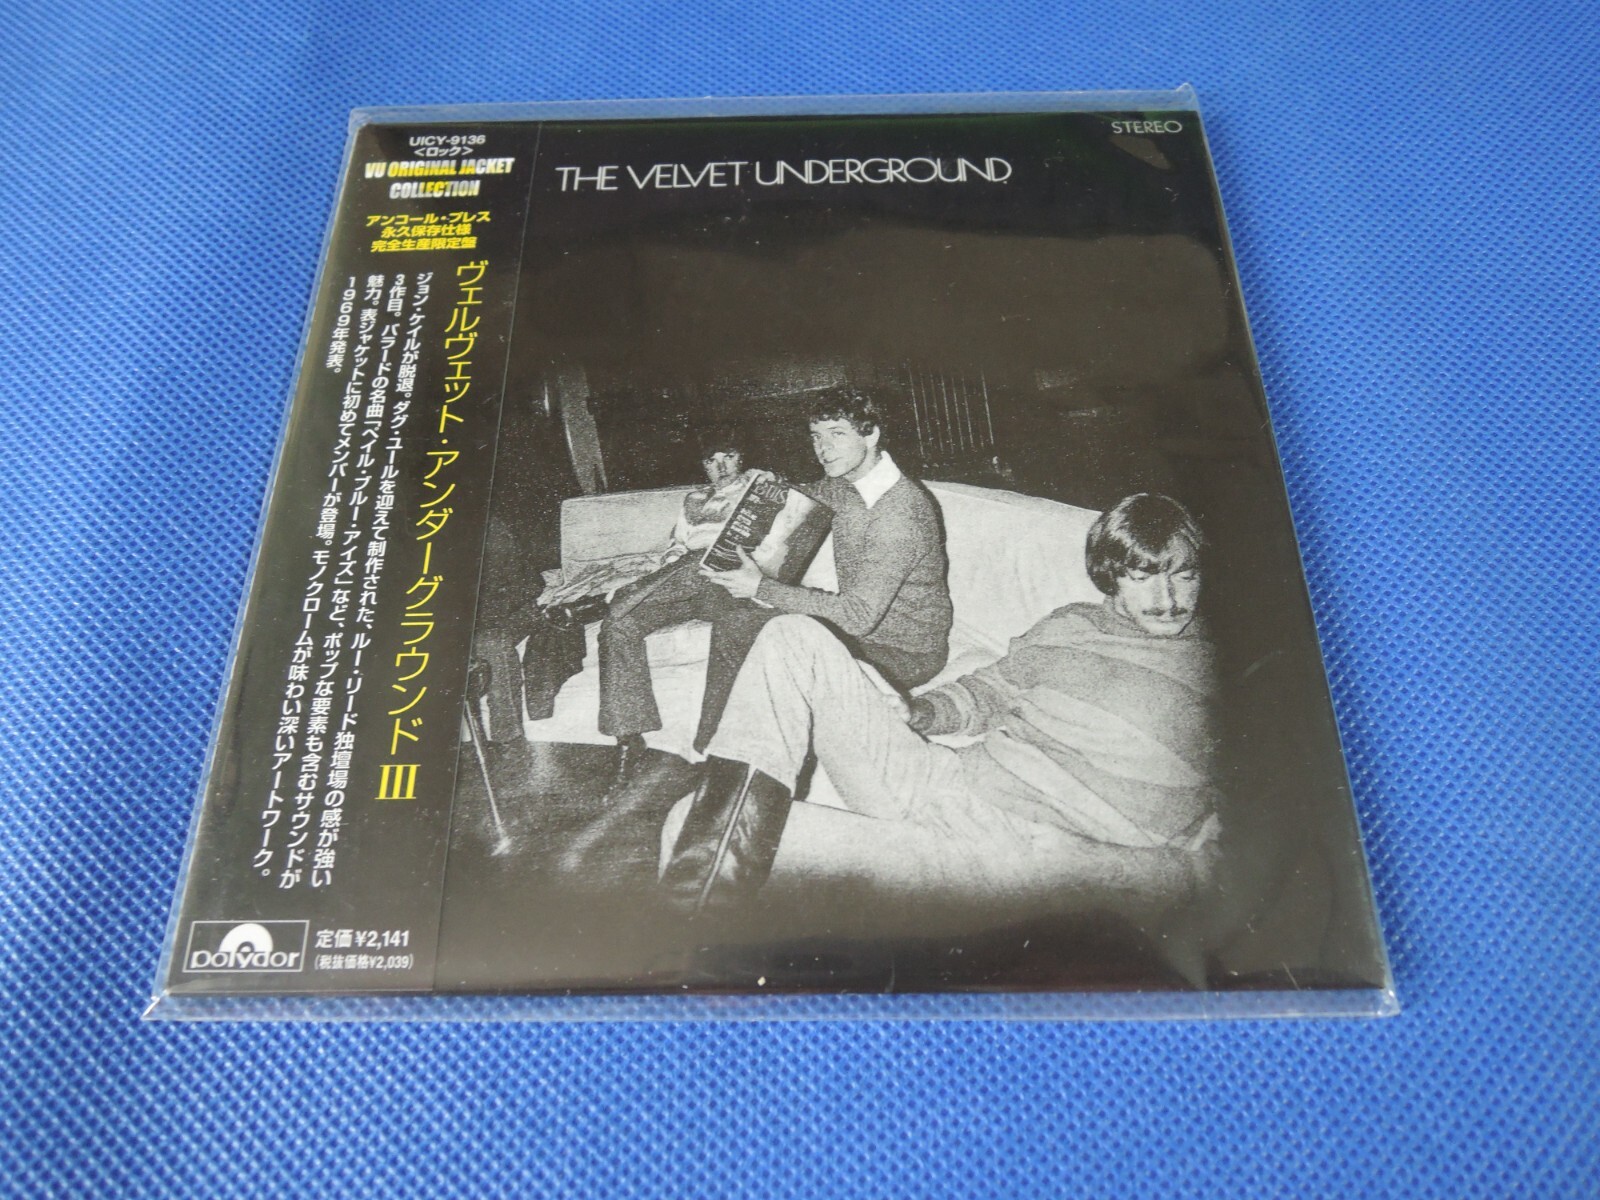 UICY-9136
<ロック>
VU ORIGINAL JACKET
COLLECTION
アンコール・プレス
永久保存仕様
完全生産限定盤
ヴェルヴェット・アンダーグラウンド III
ジョン・ケイルが脱退。ダグ・ユールを迎えて制作された、ルー・リード独壇場の感が強い
3作目。バラードの名曲「ペイル・ブルー・アイズ」など、ポップな要素も含むサウンドが
魅力。表ジャケットに初めてメンバーが登場。モノクロームが味わい深いアートワーク。
1969年発表。
polydor
定価¥2,141
(税抜価格¥2,039)
STEREO
THE VELVET UNDERGROUND